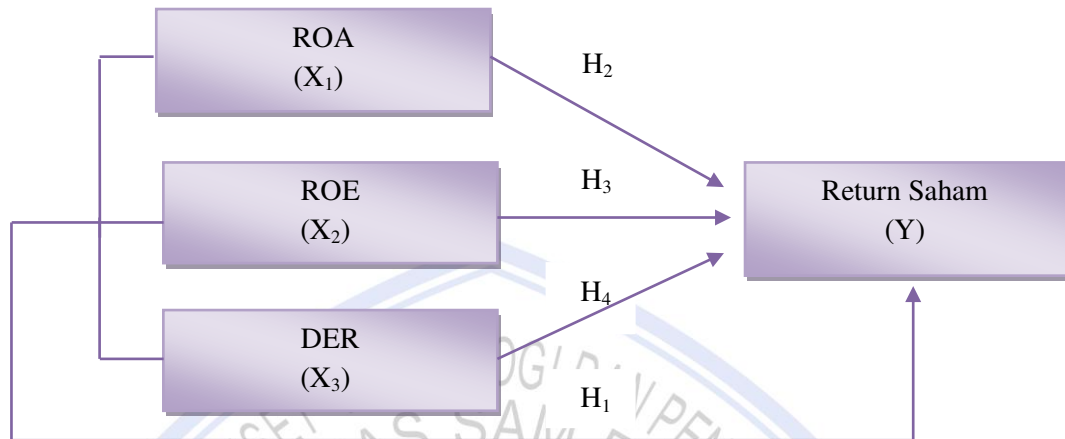 ROA
(X₁)
H₂
ROE
(X₂)
H₃
Return Saham
(Y)
H₄
DER
(X₃)
H₁